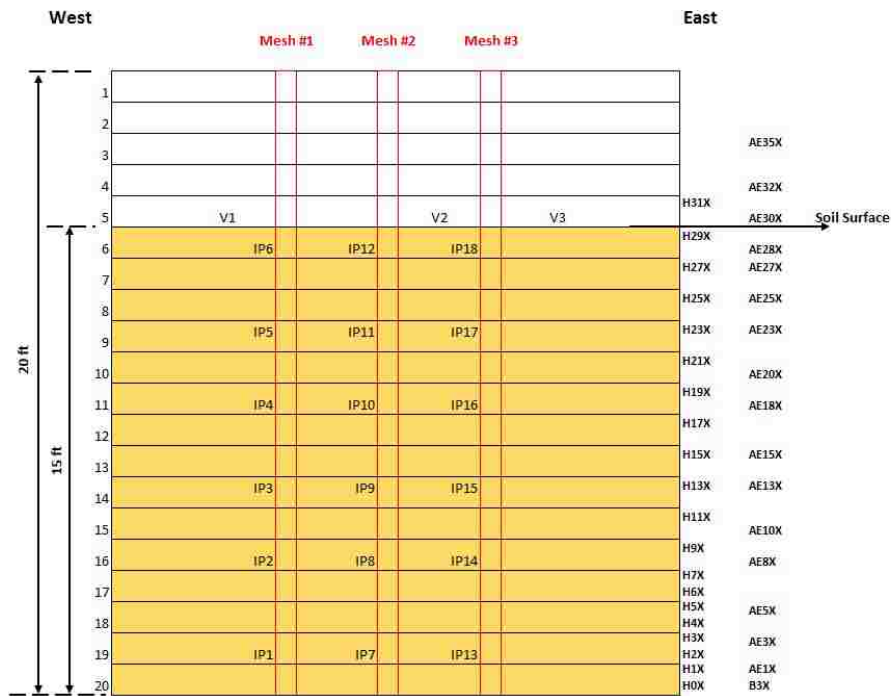 West East
Mesh #1 Mesh #2 Mesh #3
1
2
3 AE35X
4 AE32X
H31X
5 V1 V2 V3 AE30X Soil Surface
H29X
6 IP6 IP12 IP18 AE28X
7 H27X AE27X
8 H25X AE25X
9 IP5 IP11 IP17 H23X AE23X
20 ft
H21X
10 AE20X
H19X
11 IP4 IP10 IP16 AE18X
12 H17X
15 ft
13 H15X AE15X
14 IP3 IP9 IP15 H13X AE13X
H11X
15 AE10X
H9X
16 IP2 IP8 IP14 AE8X
H7X
17 H6X
H5X AE5X
18 H4X
H3X AE3X
19 IP1 IP7 IP13 H2X
H1X AE1X
20 H0X B3X